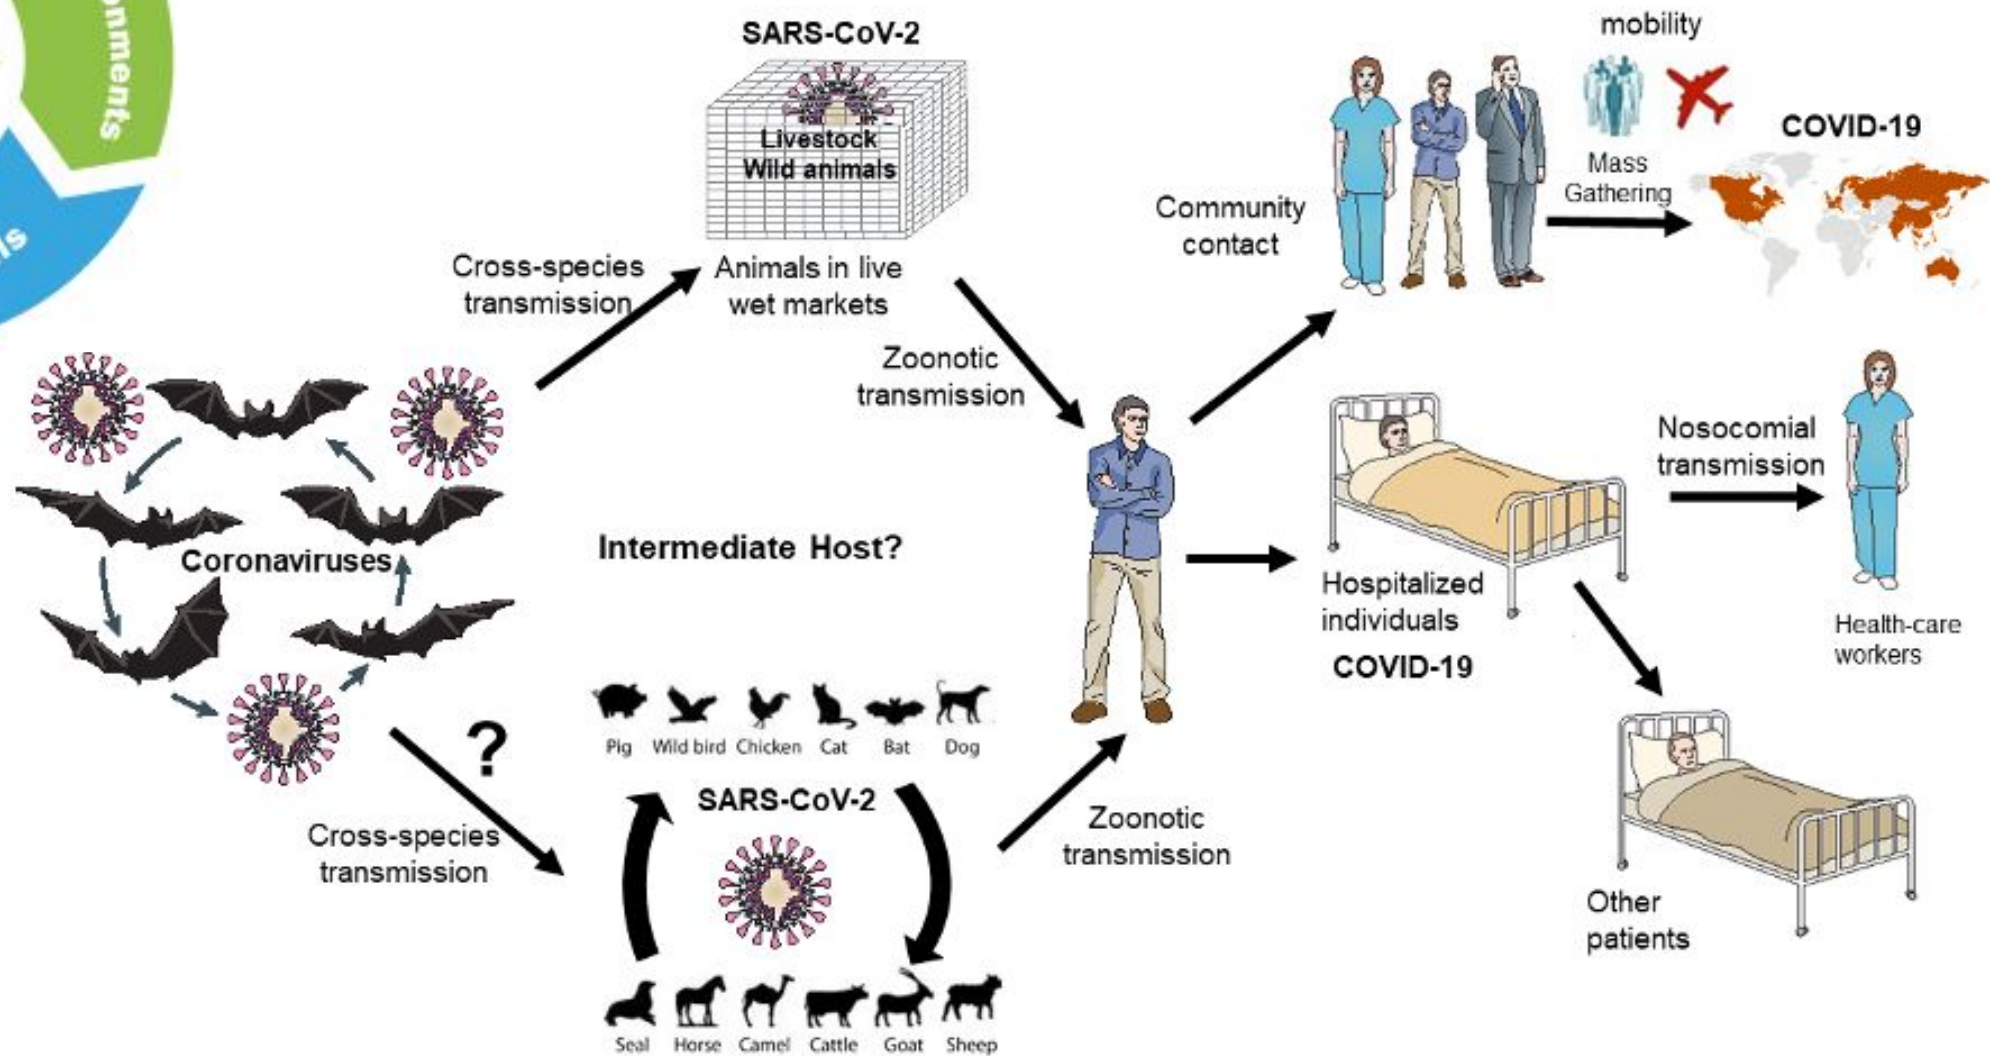 SARS-CoV-2
Livestock
Wild animals
Animals in live
wet markets
Cross-species
transmission
Zoonotic
transmission
mobility
Mass
Gathering
COVID-19
Community
contact
Coronaviruses
Intermediate Host?
Nosocomial
transmission
Health-care
workers
Hospitalized
individuals
COVID-19
?
Cross-species
transmission
Pig Wild bird Chicken Cat Bat Dog
SARS-CoV-2
Zoonotic
transmission
Other
patients
Seal Horse Camel Cattle Goat Sheep